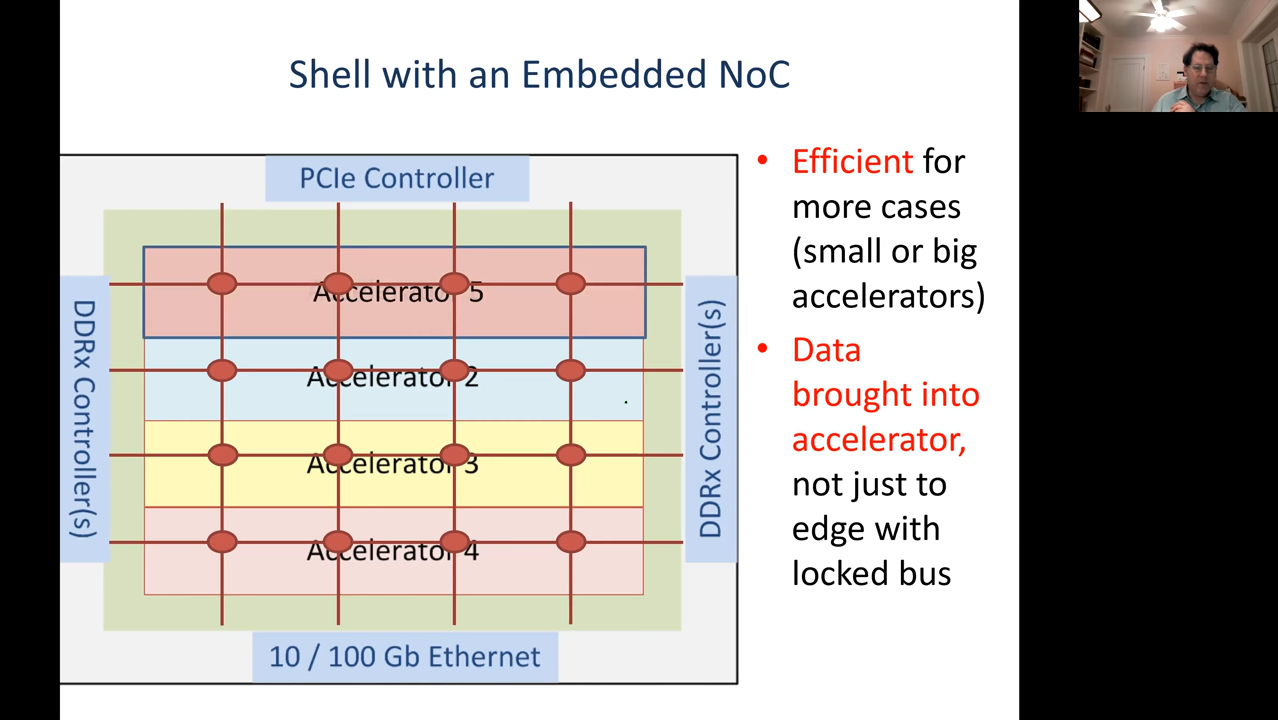 Shell with an Embedded NoC
PCIe Controller
DDRx Controller(s)
Accelerator 5
Accelerator 2
Accelerator 3
Accelerator 4
DDRx Controller(s)
10 / 100 Gb Ethernet
• Efficient for
more cases
(small or big
accelerators)
• Data
brought into
accelerator,
not just to
edge with
locked bus